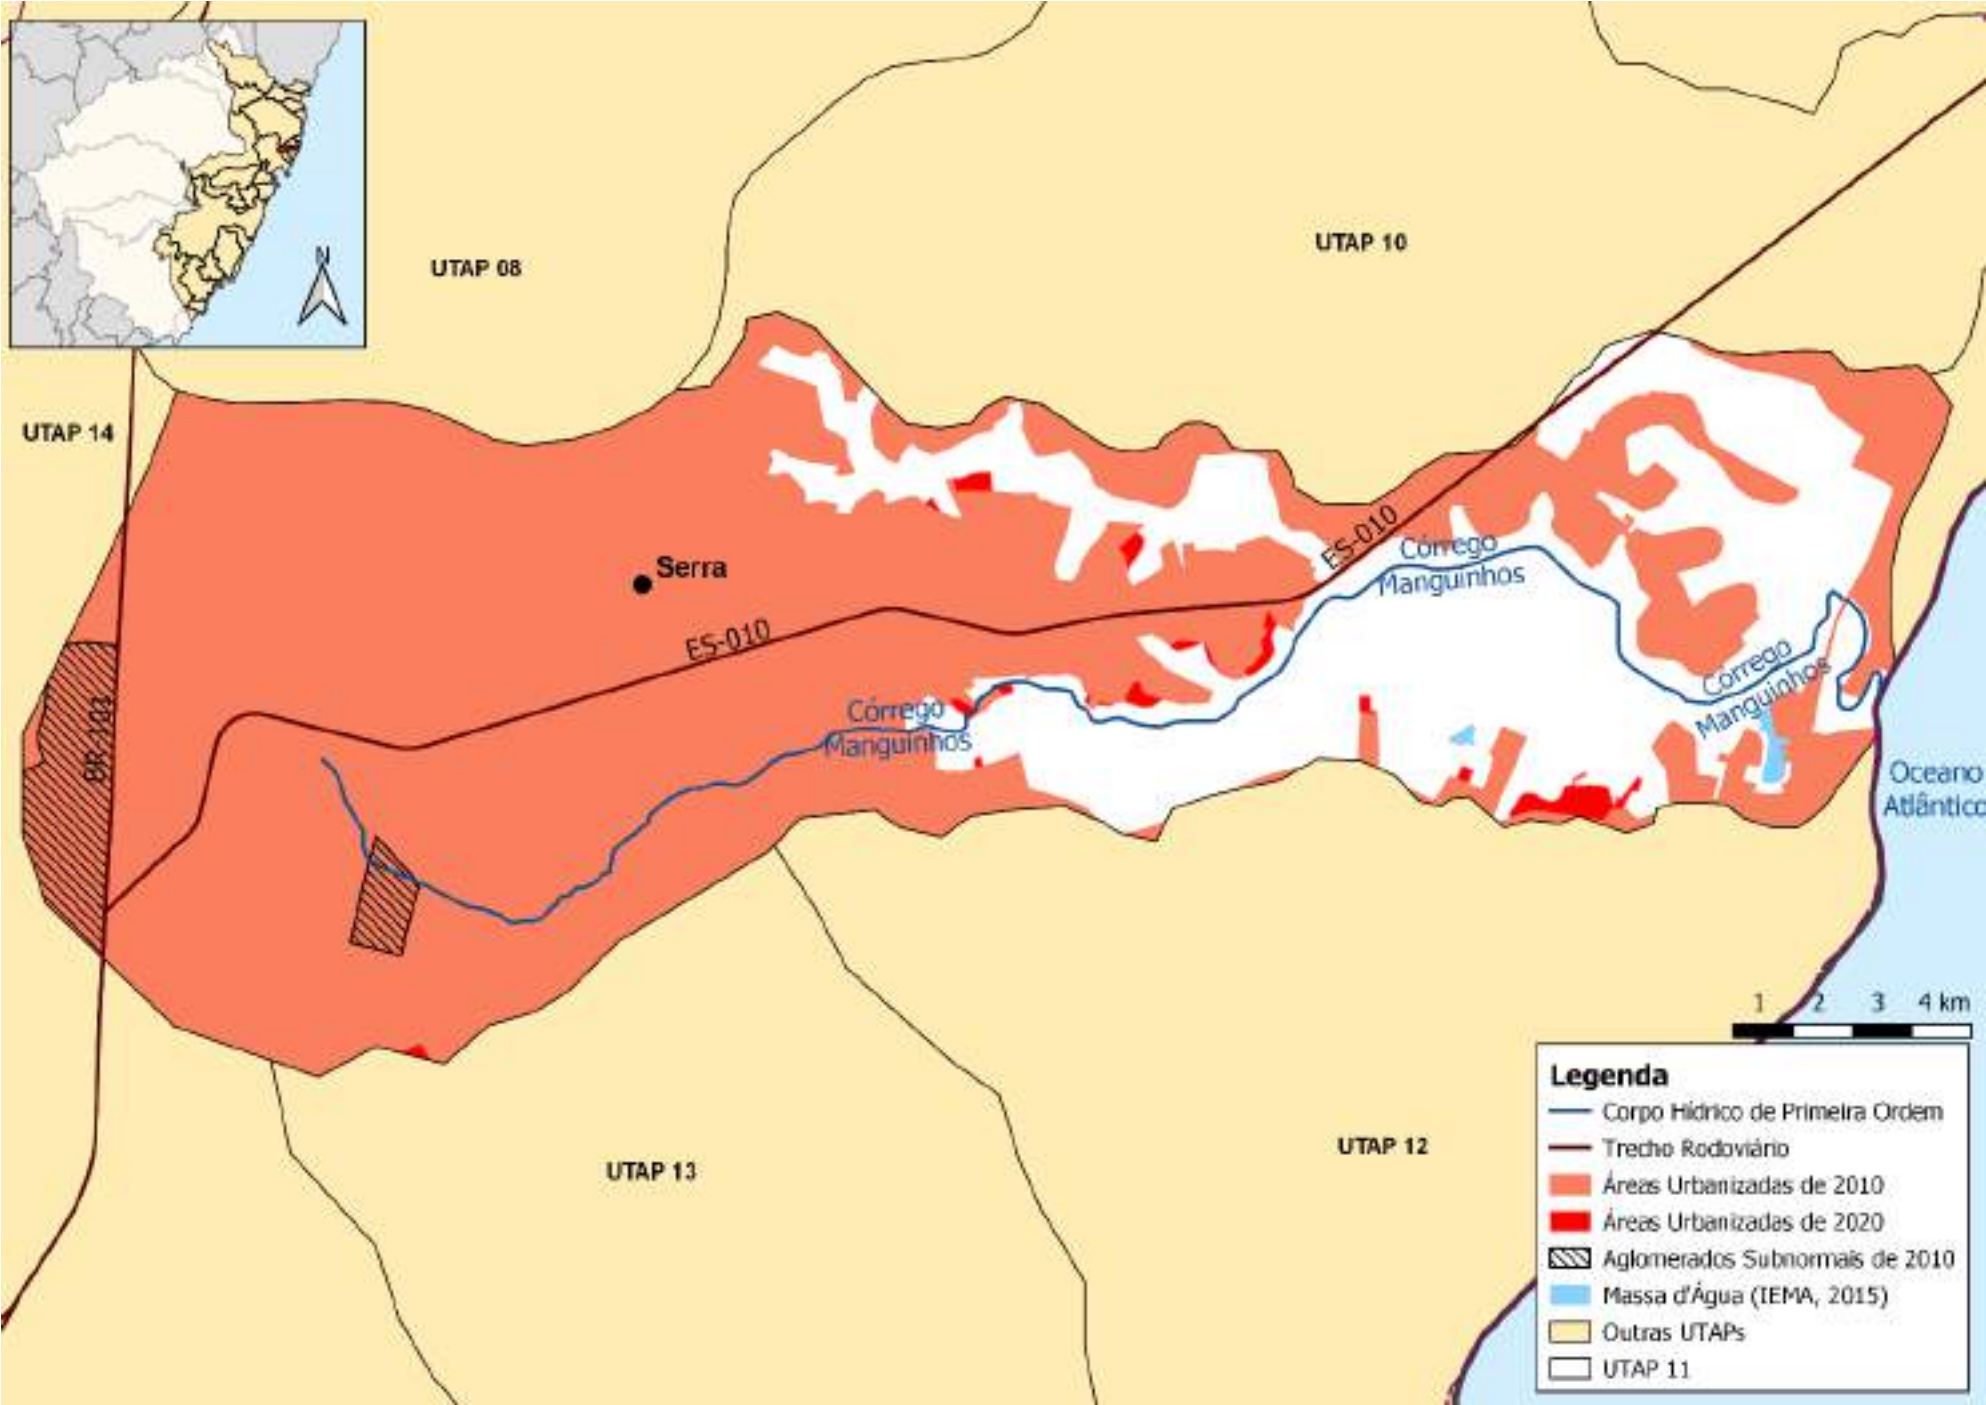 N
UTAP 08
UTAP 10
UTAP 14
Serra
ES-010
ES-010
Córrego
Manguinhos
Córrego
Manguinhos
Córrego
Manguinhos
BR-101
Oceano
Atlântico
UTAP 13
UTAP 12
1 2 3 4 km
Legenda
Corpo Hídrico de Primeira Ordem
Trecho Rodoviário
Áreas Urbanizadas de 2010
Áreas Urbanizadas de 2020
Aglomerados Subnormais de 2010
Massa d'Água (IEMA, 2015)
Outras UTAPs
UTAP 11